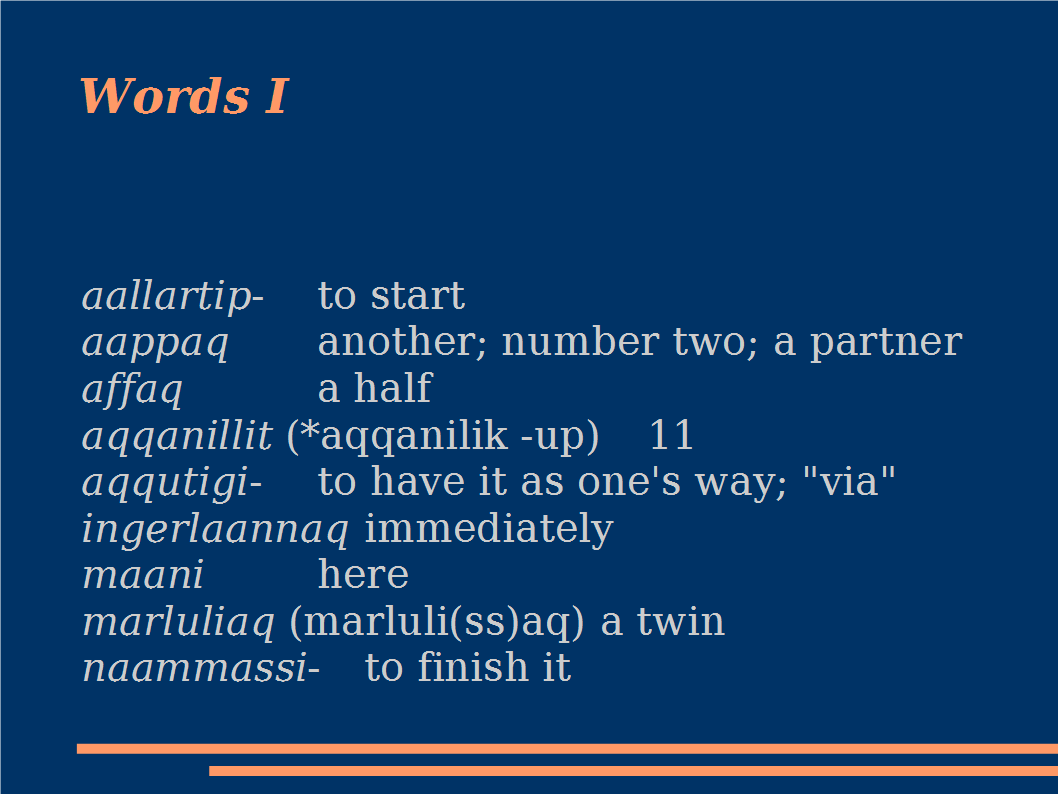 Words I
aallartip- to start
aappaq another; number two; a partner
affaq a half
aqqanillit (*aqqanilik -up) 11
aqqutigi- to have it as one's way; "via"
ingerlaannaq immediately
maani here
marluliaq (marluli(ss)aq) a twin
naammassi- to finish it